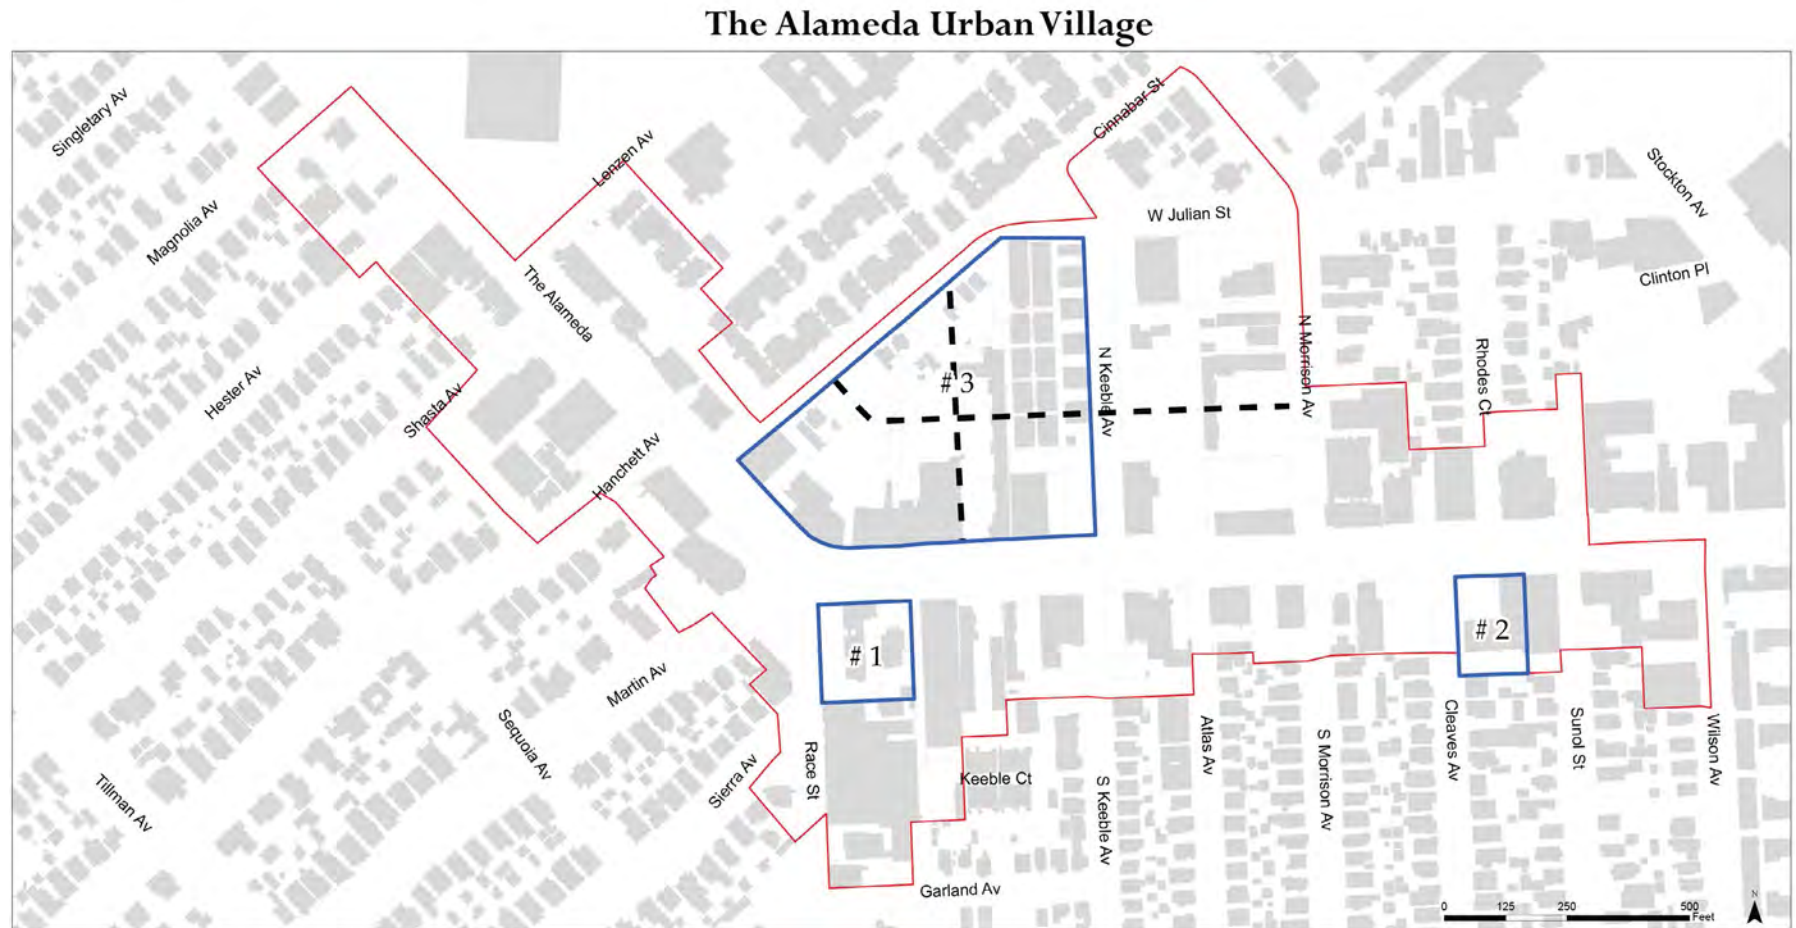 The Alameda Urban Village
Singletary Av
Cinnabar St
Lenzen Av
Stockton Av
Magnolia Av
W Julian St
Clinton Pl
The Alameda
N Morrison Av
Rhodes Ct
N Keeble Av
# 3
Hester Av
Shasta Av
Hanchett Av
# 1
# 2
Martin Av
Sequoia Av
Sierra Av
Race St
Keeble Ct
S Keeble Av
Atlas Av
S Morrison Av
Cleaves Av
Sunol St
Wilson Av
Tillman Av
Garland Av
0 125 250 500
Feet
N